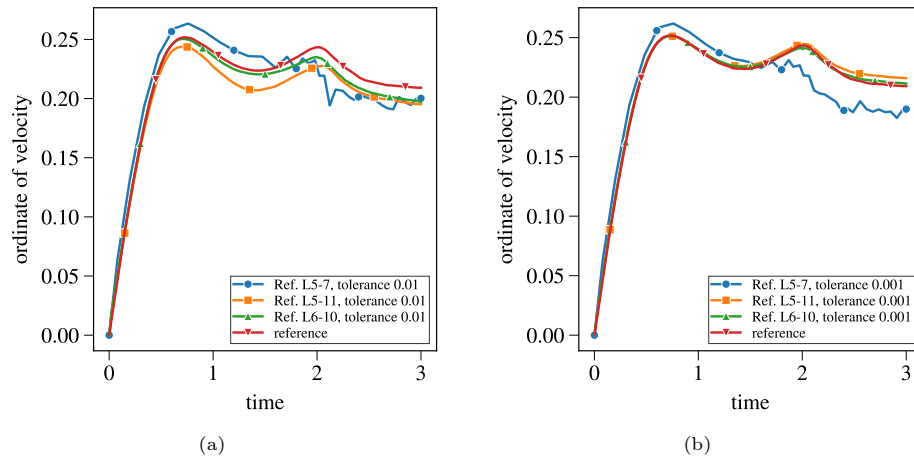 0.25
0.20
0.15
0.10
0.05
0.00
ordinate of velocity
0 1 2 3
time
Ref. L5-7, tolerance 0.01
Ref. L5-11, tolerance 0.01
Ref. L6-10, tolerance 0.01
reference
(a)
0.25
0.20
0.15
0.10
0.05
0.00
ordinate of velocity
0 1 2 3
time
Ref. L5-7, tolerance 0.001
Ref. L5-11, tolerance 0.001
Ref. L6-10, tolerance 0.001
reference
(b)